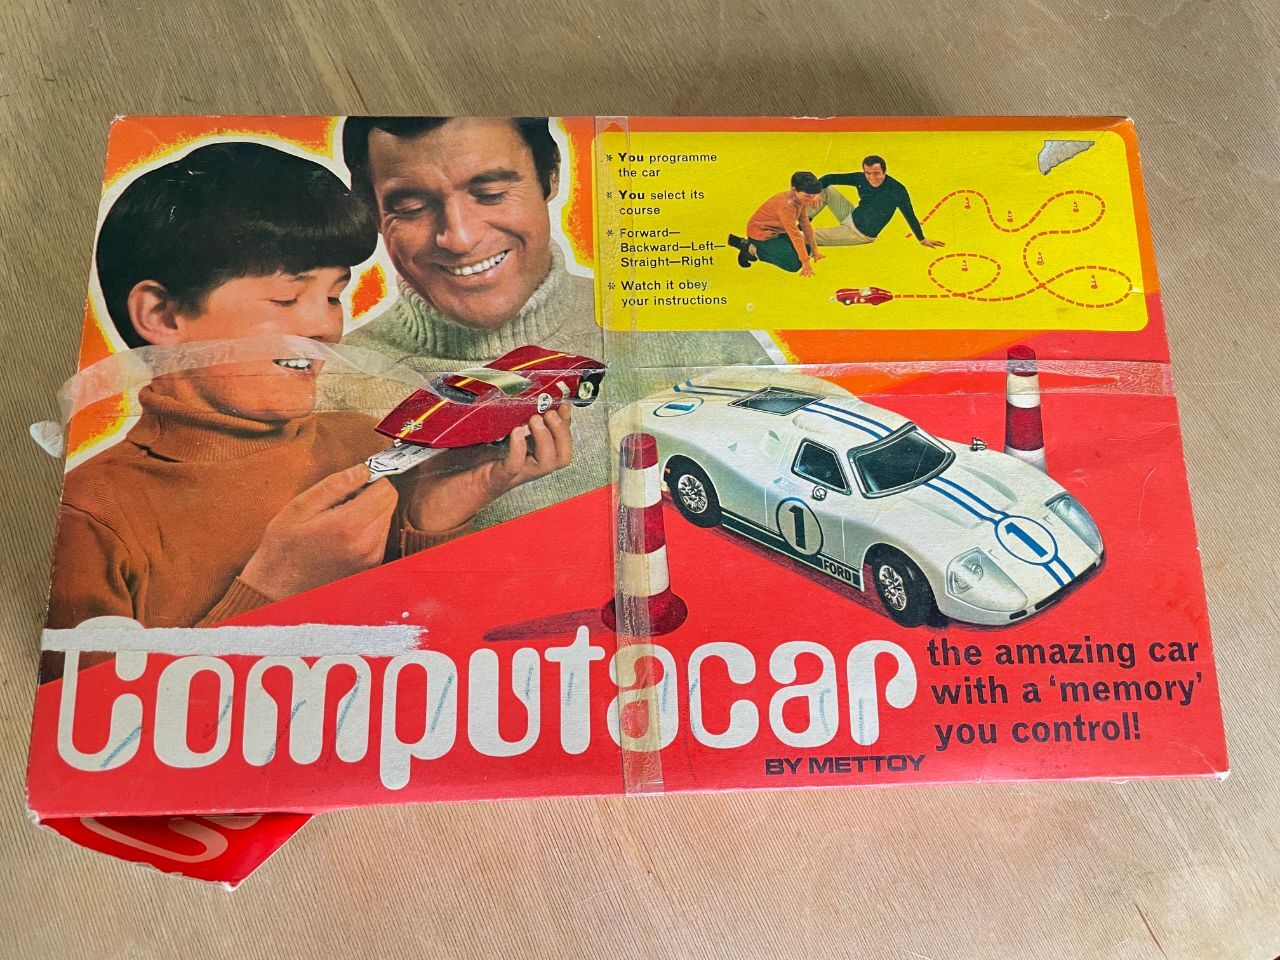 * You programme
the car
* You select its
course
* Forward—
Backward—Left—
Straight—Right
* Watch it obey
your instructions
1
1
1
FORD
Computacar
BY METTOY
the amazing car
with a ‘memory’
you control!